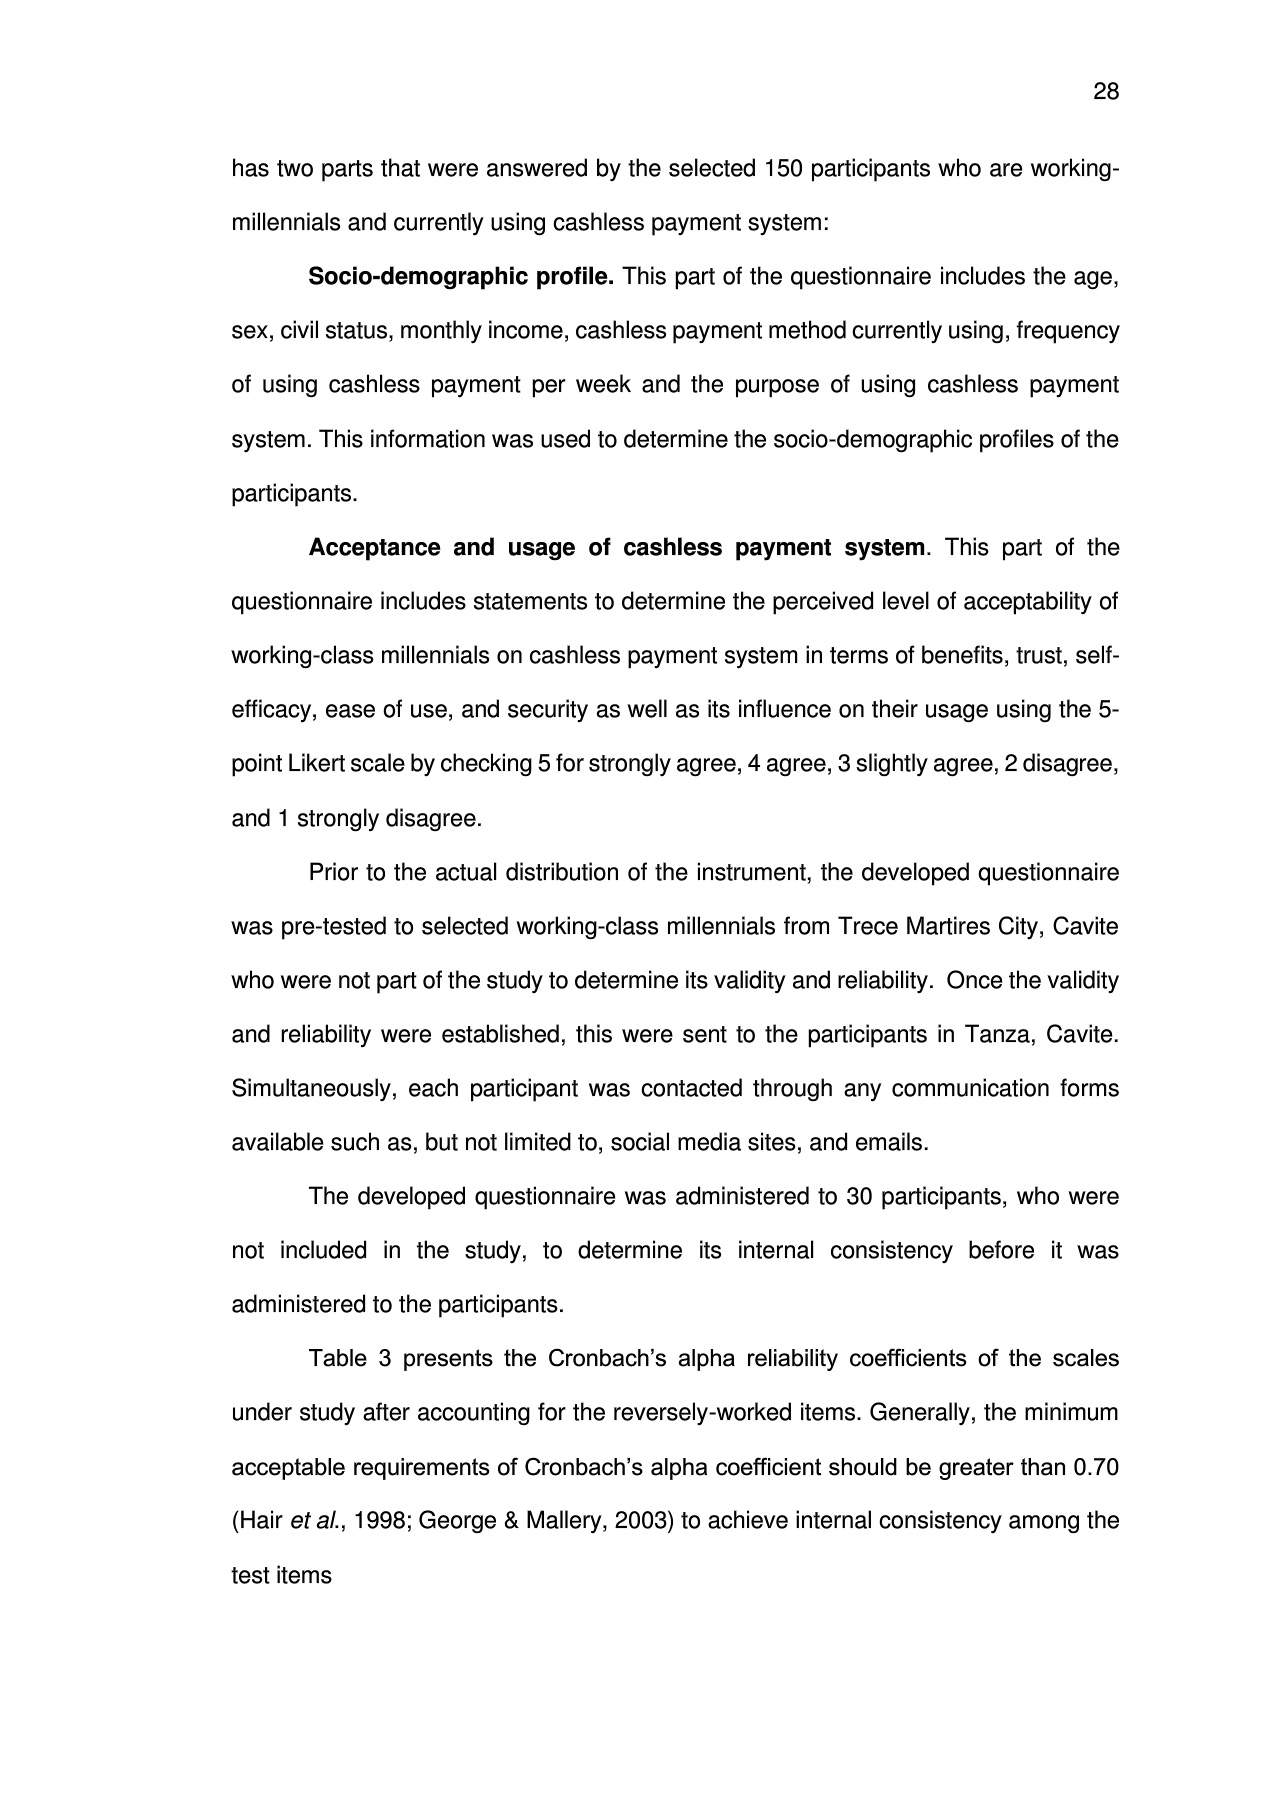 28
has two parts that were answered by the selected 150 participants who are working-
millennials and currently using cashless payment system:
Socio-demographic profile. This part of the questionnaire includes the age,
sex, civil status, monthly income, cashless payment method currently using, frequency
of using cashless payment per week and the purpose of using cashless payment
system. This information was used to determine the socio-demographic profiles of the
participants.
Acceptance and usage of cashless payment system. This part of the
questionnaire includes statements to determine the perceived level of acceptability of
working-class millennials on cashless payment system in terms of benefits, trust, self-
efficacy, ease of use, and security as well as its influence on their usage using the 5-
point Likert scale by checking 5 for strongly agree, 4 agree, 3 slightly agree, 2 disagree,
and 1 strongly disagree.
Prior to the actual distribution of the instrument, the developed questionnaire
was pre-tested to selected working-class millennials from Trece Martires City, Cavite
who were not part of the study to determine its validity and reliability.  Once the validity
and reliability were established, this were sent to the participants in Tanza, Cavite.
Simultaneously, each participant was contacted through any communication forms
available such as, but not limited to, social media sites, and emails.
The developed questionnaire was administered to 30 participants, who were
not included in the study, to determine its internal consistency before it was
administered to the participants.
Table 3 presents the Cronbach’s alpha reliability coefficients of the scales
under study after accounting for the reversely-worked items. Generally, the minimum
acceptable requirements of Cronbach’s alpha coefficient should be greater than 0.70
(Hair et al., 1998; George & Mallery, 2003) to achieve internal consistency among the
test items